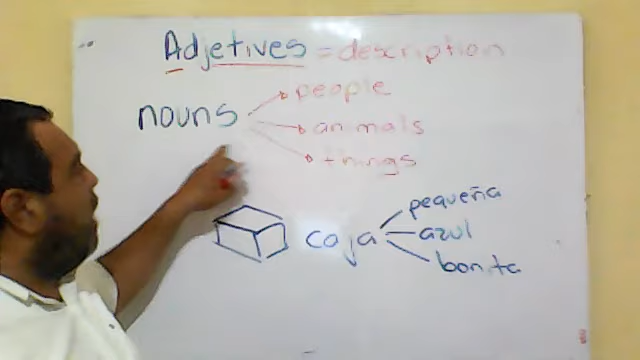 Adjetives = description
nouns
people
animals
things
caja
pequeña
azul
bonita